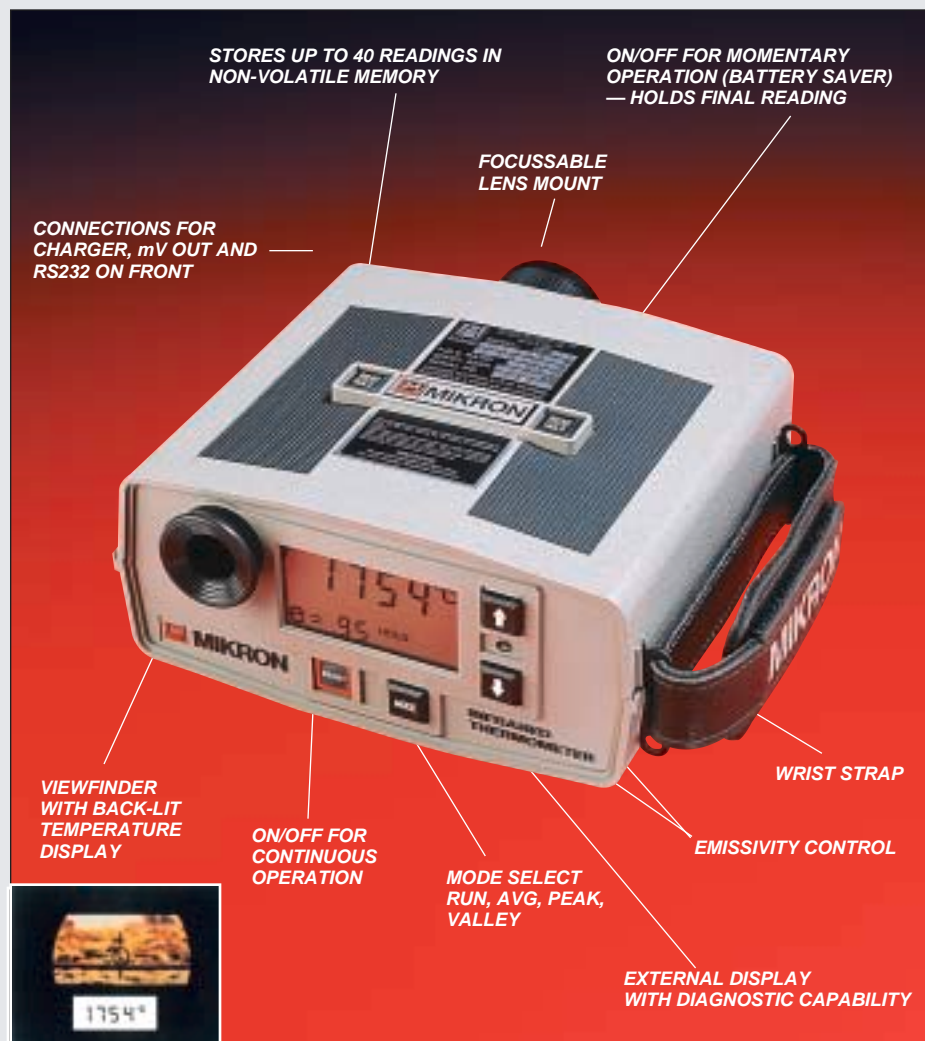 STORES UP TO 40 READINGS IN
NON-VOLATILE MEMORY
ON/OFF FOR MOMENTARY
OPERATION (BATTERY SAVER)
— HOLDS FINAL READING
FOCUSSABLE
LENS MOUNT
CONNECTIONS FOR
CHARGER, mV OUT AND
RS232 ON FRONT
MIKRON
1754°C
e=.95 HOLD
MIKRON
MODE
INFRARED
THERMOMETER
MIKRON
WRIST STRAP
VIEWFINDER
WITH BACK-LIT
TEMPERATURE
DISPLAY
ON/OFF FOR
CONTINUOUS
OPERATION
EMISSIVITY CONTROL
MODE SELECT
RUN, AVG, PEAK,
VALLEY
EXTERNAL DISPLAY
WITH DIAGNOSTIC CAPABILITY
1754°